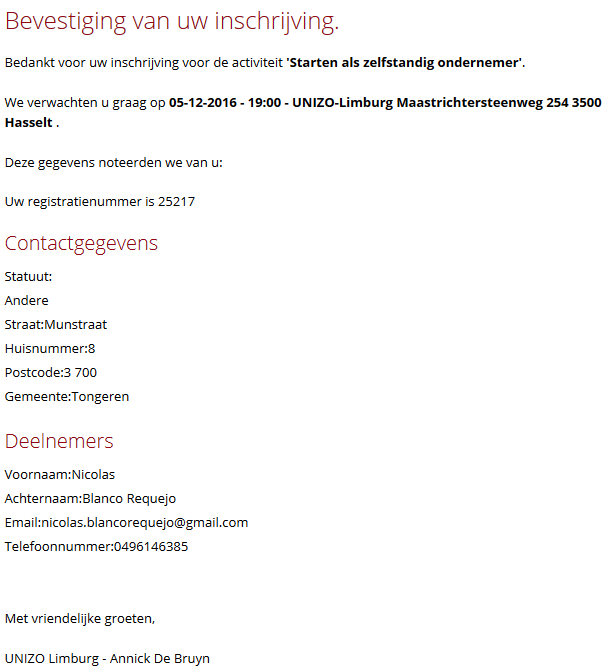 Bevestiging van uw inschrijving.
Bedankt voor uw inschrijving voor de activiteit 'Starten als zelfstandig ondernemer'.
We verwachten u graag op 05-12-2016 - 19:00 - UNIZO-Limburg Maastrichtersteenweg 254 3500
Hasselt .
Deze gegevens noteerden we van u:
Uw registratienummer is 25217
Contactgegevens
Statuut:
Andere
Straat:Munstraat
Huisnummer:8
Postcode:3 700
Gemeente:Tongeren
Deelnemers
Voornaam:Nicolas
Achternaam:Blanco Requejo
Email:nicolas.blancorequejo@gmail.com
Telefoonnummer:0496146385
Met vriendelijke groeten,
UNIZO Limburg - Annick De Bruyn